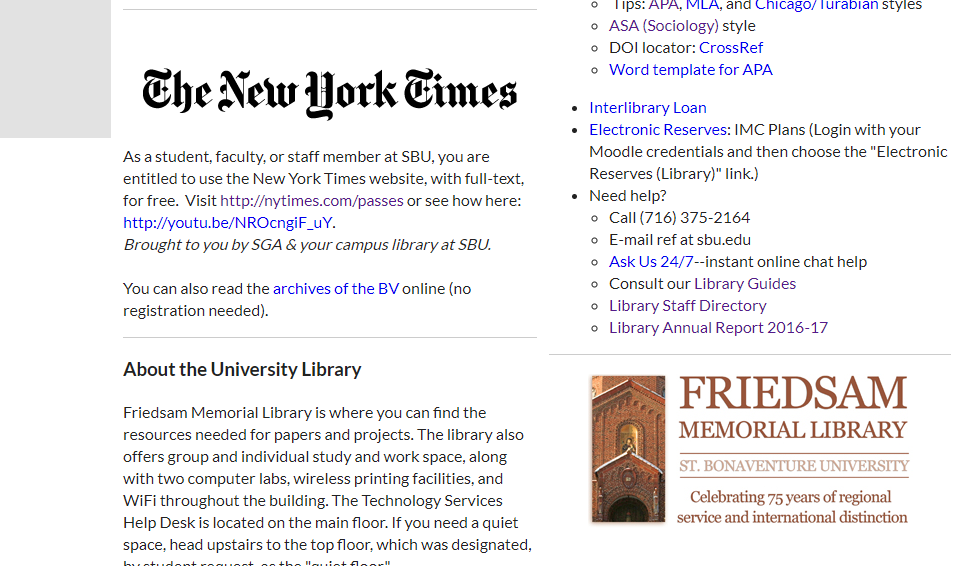 The New York Times
As a student, faculty, or staff member at SBU, you are
entitled to use the New York Times website, with full-text,
for free.  Visit http://nytimes.com/passes or see how here:
http://youtu.be/NROcngiF_uY.
Brought to you by SGA & your campus library at SBU.
You can also read the archives of the BV online (no
registration needed).
About the University Library
Friedsam Memorial Library is where you can find the
resources needed for papers and projects. The library also
offers group and individual study and work space, along
with two computer labs, wireless printing facilities, and
WiFi throughout the building. The Technology Services
Help Desk is located on the main floor. If you need a quiet
space, head upstairs to the top floor, which was designated,
by student request, as the "quiet floor"
Tips: APA, MLA, and Chicago/Turabian styles
ASA (Sociology) style
DOI locator: CrossRef
Word template for APA
Interlibrary Loan
Electronic Reserves: IMC Plans (Login with your
Moodle credentials and then choose the "Electronic
Reserves (Library)" link.)
Need help?
Call (716) 375-2164
E-mail ref at sbu.edu
Ask Us 24/7--instant online chat help
Consult our Library Guides
Library Staff Directory
Library Annual Report 2016-17
FRIEDSAM
MEMORIAL LIBRARY
ST. BONAVENTURE UNIVERSITY
Celebrating 75 years of regional
service and international distinction